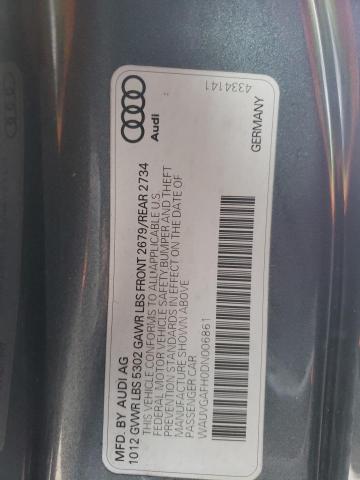 Audi
4334141
GERMANY
MFD. BY AUDI AG
1012 GVWR LBS 5302 GAWR LBS FRONT 2679/REAR 2734
THIS VEHICLE CONFORMS TO ALL/APPLICABLE U.S.
FEDERAL MOTOR VEHICLE SAFETY BUMPER AND THEFT
PREVENTION STANDARDS IN EFFECT ON THE DATE OF
MANUFACTURE SHOWN ABOVE
PASSENGER CAR
WAUVGAFH0DN006861